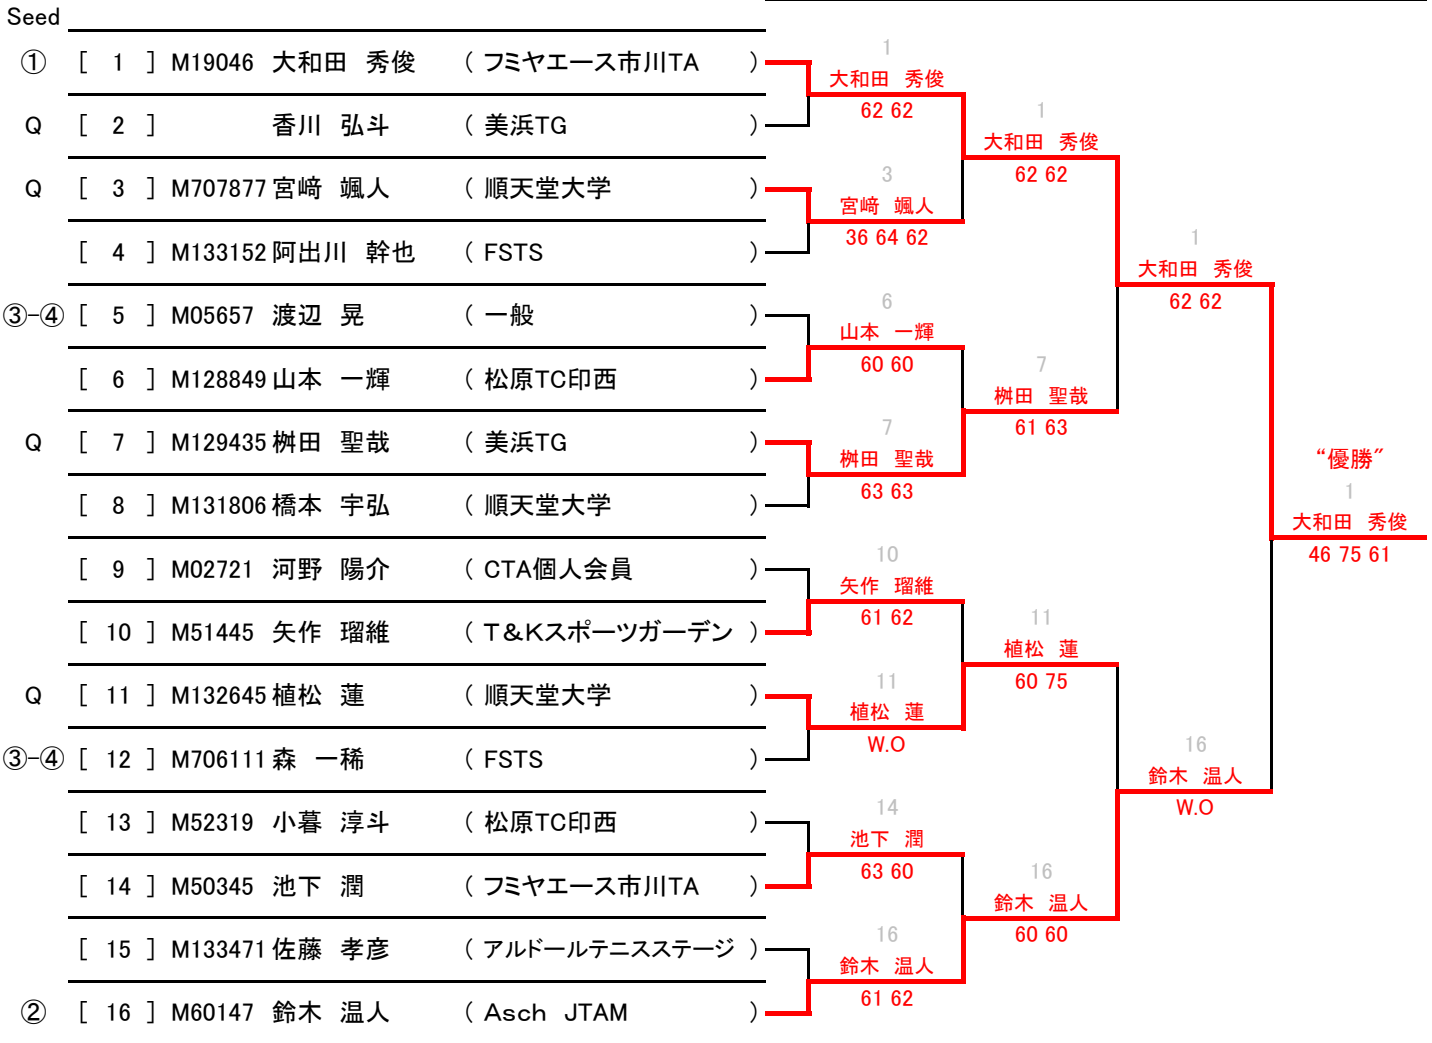 Seed
① [ 1 ] M19046 大和田 秀俊 ( フミヤエース市川TA )
Q [ 2 ] 香川 弘斗 ( 美浜TG )
Q [ 3 ] M707877 宮﨑 颯人 ( 順天堂大学 )
[ 4 ] M133152 阿出川 幹也 ( FSTS )
③-④ [ 5 ] M05657 渡辺 晃 ( 一般 )
[ 6 ] M128849 山本 一輝 ( 松原TC印西 )
Q [ 7 ] M129435 桝田 聖哉 ( 美浜TG )
[ 8 ] M131806 橋本 宇弘 ( 順天堂大学 )
[ 9 ] M02721 河野 陽介 ( CTA個人会員 )
[ 10 ] M51445 矢作 瑠維 ( T&Kスポーツガーデン )
Q [ 11 ] M132645 植松 蓮 ( 順天堂大学 )
③-④ [ 12 ] M706111 森 一稀 ( FSTS )
[ 13 ] M52319 小暮 淳斗 ( 松原TC印西 )
[ 14 ] M50345 池下 潤 ( フミヤエース市川TA )
[ 15 ] M133471 佐藤 孝彦 ( アルドールテニスステージ )
② [ 16 ] M60147 鈴木 温人 ( Asch JTAM )
1
大和田 秀俊
62 62
3
宮﨑 颯人
36 64 62
6
山本 一輝
60 60
7
桝田 聖哉
63 63
10
矢作 瑠維
61 62
11
植松 蓮
W.O
14
池下 潤
63 60
16
鈴木 温人
61 62
1
大和田 秀俊
62 62
7
桝田 聖哉
61 63
11
植松 蓮
60 75
16
鈴木 温人
60 60
1
大和田 秀俊
62 62
16
鈴木 温人
W.O
“優勝”
1
大和田 秀俊
46 75 61